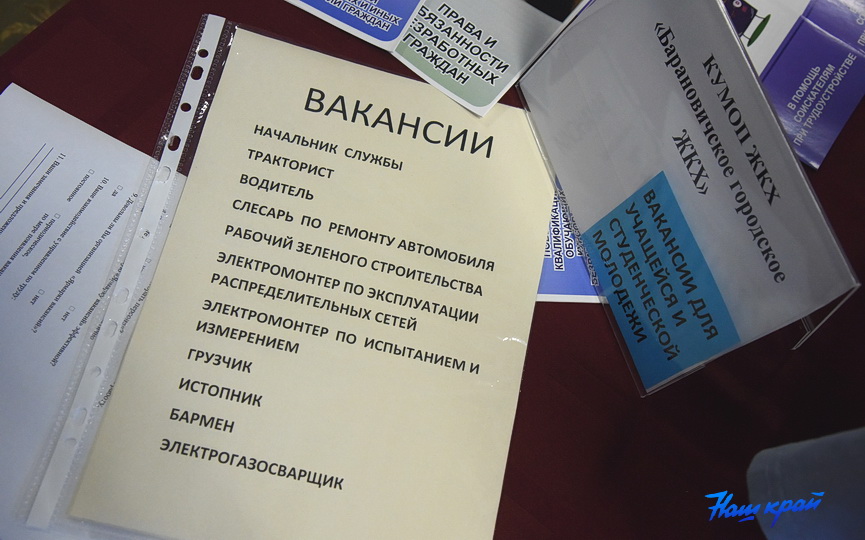 ВАКАНСИИ
НАЧАЛЬНИК СЛУЖБЫ
ТРАКТОРИСТ
ВОДИТЕЛЬ
СЛЕСАРЬ ПО РЕМОНТУ АВТОМОБИЛЯ
РАБОЧИЙ ЗЕЛЕНОГО СТРОИТЕЛЬСТВА
ЭЛЕКТРОМОНТЕР ПО ЭКСПЛУАТАЦИИ
РАСПРЕДЕЛИТЕЛЬНЫХ СЕТЕЙ
ЭЛЕКТРОМОНТЕР ПО ИСПЫТАНИЕМ И
ИЗМЕРЕНИЕМ
ГРУЗЧИК
ИСТОПНИК
БАРМЕН
ЭЛЕКТРОГАЗОСВАРЩИК
ПРАВА И
ОБЯЗАННОСТИ
БЕЗРАБОТНЫХ
ГРАЖДАН
КУМОП ЖКХ
«Барановичское городское
ЖКХ»
ВАКАНСИИ ДЛЯ
УЧАЩЕЙСЯ И
СТУДЕНЧЕСКОЙ
МОЛОДЕЖИ
В ПОМОЩЬ
СОИСКАТЕЛЯМ
ПРИ ТРУДОУСТРОЙСТВЕ
Наш край